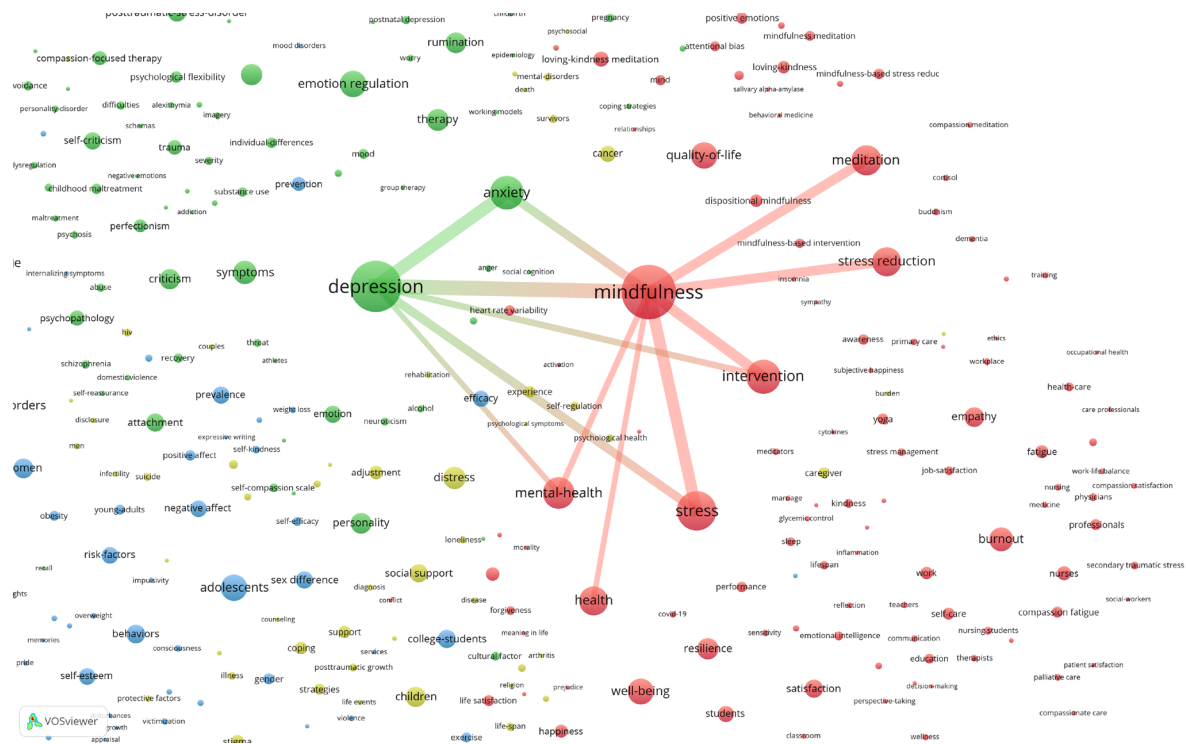 posttraumatic-stress-disorder
postnatal depression
childbirth
pregnancy
positive emotions
psychosocial
mindfulness meditation
rumination
attentional bias
mood disorders
epidemiology
compassion-focused therapy
worry
loving-kindness meditation
loving-kindness
mindfulness-based stress reduc
psychological flexibility
mental-disorders
mind
emotion regulation
voidance
death
salivary alpha-amylase
personality-disorder
difficulties
alexithymia
imagery
coping strategies
working-models
behavioral medicine
therapy
survivors
schemas
relationships
compassion-meditation
self-criticism
individual-differences
trauma
mood
cancer
quality-of-life
meditation
severity
dysregulation
negative emotions
cortisol
childhood maltreatment
substance use
prevention
group therapy
anxiety
dispositional mindfulness
addiction
buddhism
maltreatment
perfectionism
psychosis
mindfulness-based intervention
dementia
ie
internalizing-symptoms
criticism
symptoms
anger
social cognition
stress reduction
abuse
depression
mindfulness
insomnia
training
sympathy
psychopathology
heart rate variability
hiv
couples
threat
awareness
primary care
ethics
recovery
athletes
occupational health
schizophrenia
activation
workplace
domestic-violence
rehabilitation
subjective happiness
intervention
self-reassurance
prevalence
efficacy
experience
burden
health-care
orders
weight loss
emotion
alcohol
self-regulation
care professionals
disclosure
attachment
neuroticism
psychological symptoms
yoga
empathy
expressive writing
psychological health
cytokines
men
self-kindness
positive affect
meditators
stress management
fatigue
omen
infertility
suicide
adjustment
distress
caregiver
job-satisfaction
work-life-balance
self-compassion scale
mental-health
nursing
compassion-satisfaction
marriage
kindness
medicine
physicians
obesity
young-adults
negative affect
self-efficacy
personality
stress
glycemic-control
professionals
loneliness
morality
sleep
burnout
risk-factors
inflammation
recall
impulsivity
adolescents
sex difference
social support
lifespan
work
nurses
secondary traumatic stress
ghts
diagnosis
conflict
disease
health
performance
overweight
forgiveness
covid-19
reflection
teachers
self-care
compassion fatigue
social-workers
counseling
memories
behaviors
support
college-students
meaning in life
sensitivity
emotional intelligence
communication
nursing-students
consciousness
coping
services
cultural factor
arthritis
resilience
pride
posttraumatic growth
education
therapists
patient satisfaction
self-esteem
illness
gender
palliative care
strategies
children
religion
prejudice
well-being
satisfaction
decision-making
protective factors
life events
life satisfaction
perspective-taking
VOSviewer
disturbances
victimization
violence
students
compassionate care
growth
life-span
happiness
appraisal
stigma
exercise
classroom
wellness